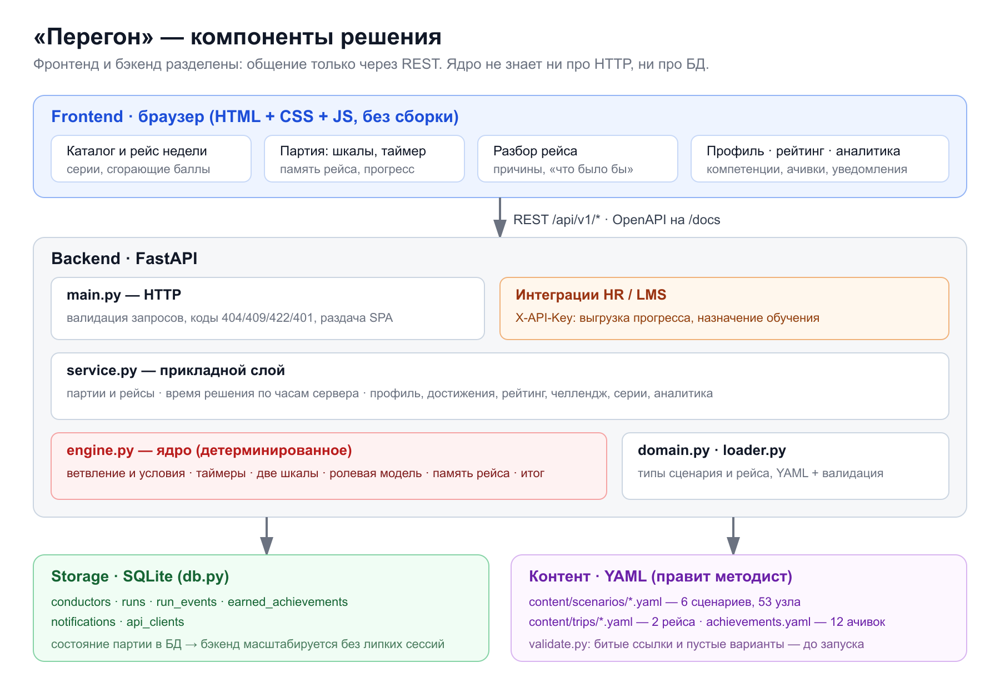 «Перегон» — компоненты решения
Фронтенд и бэкенд разделены: общение только через REST. Ядро не знает ни про HTTP, ни про БД.
Frontend · браузер (HTML + CSS + JS, без сборки)
Каталог и рейс недели
серии, сгорающие баллы
Партия: шкалы, таймер
память рейса, прогресс
Разбор рейса
причины, «что было бы»
Профиль · рейтинг · аналитика
компетенции, ачивки, уведомления
REST /api/v1/* · OpenAPI на /docs
Backend · FastAPI
main.py — HTTP
валидация запросов, коды 404/409/422/401, раздача SPA
Интеграции HR / LMS
X-API-Key: выгрузка прогресса, назначение обучения
service.py — прикладной слой
партии и рейсы · время решения по часам сервера · профиль, достижения, рейтинг, челлендж, серии, аналитика
engine.py — ядро (детерминированное)
ветвление и условия · таймеры · две шкалы · ролевая модель · память рейса · итог
domain.py · loader.py
типы сценария и рейса, YAML + валидация
Storage · SQLite (db.py)
conductors · runs · run_events · earned_achievements
notifications · api_clients
состояние партии в БД → бэкенд масштабируется без липких сессий
Контент · YAML (правит методист)
content/scenarios/*.yaml — 6 сценариев, 53 узла
content/trips/*.yaml — 2 рейса · achievements.yaml — 12 ачивок
validate.py: битые ссылки и пустые варианты — до запуска